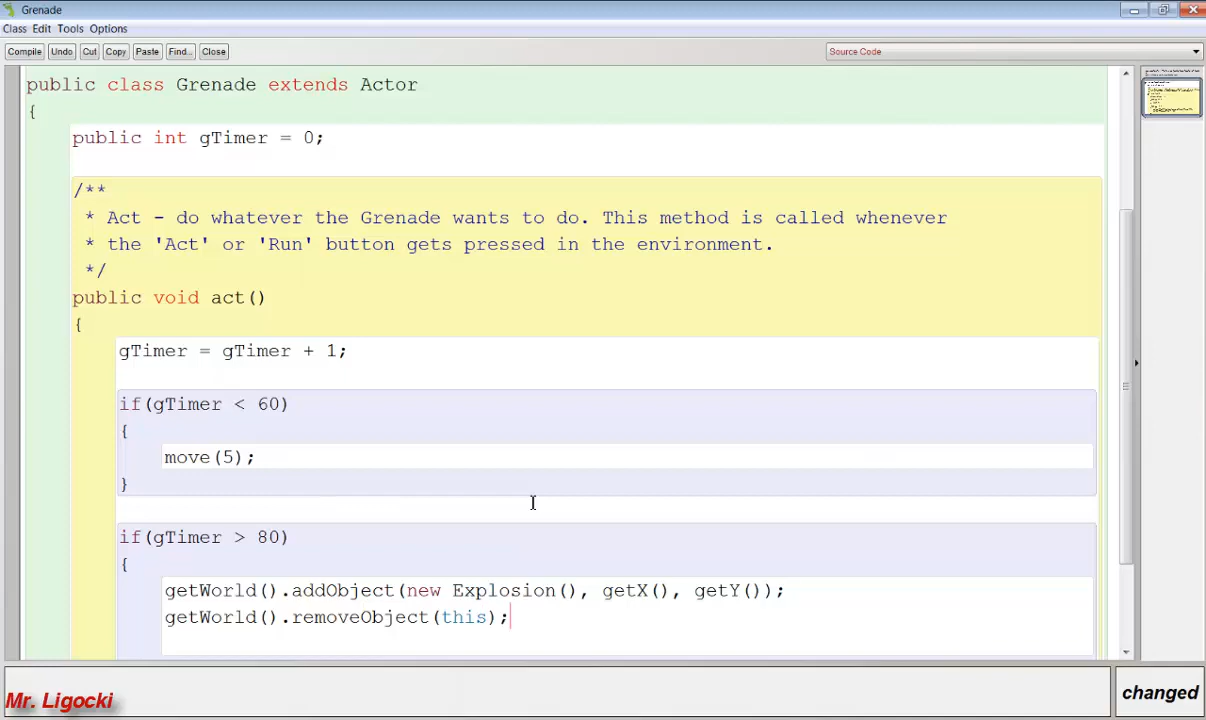 Grenade
Class Edit Tools Options
Compile Undo Cut Copy Paste Find... Close Source Code
public class Grenade extends Actor
{
public int gTimer = 0;
/**
* Act - do whatever the Grenade wants to do. This method is called whenever
* the 'Act' or 'Run' button gets pressed in the environment.
*/
public void act()
{
gTimer = gTimer + 1;
if(gTimer < 60)
{
move(5);
}
if(gTimer > 80)
{
getWorld().addObject(new Explosion(), getX(), getY());
getWorld().removeObject(this);
Mr. Ligocki
changed